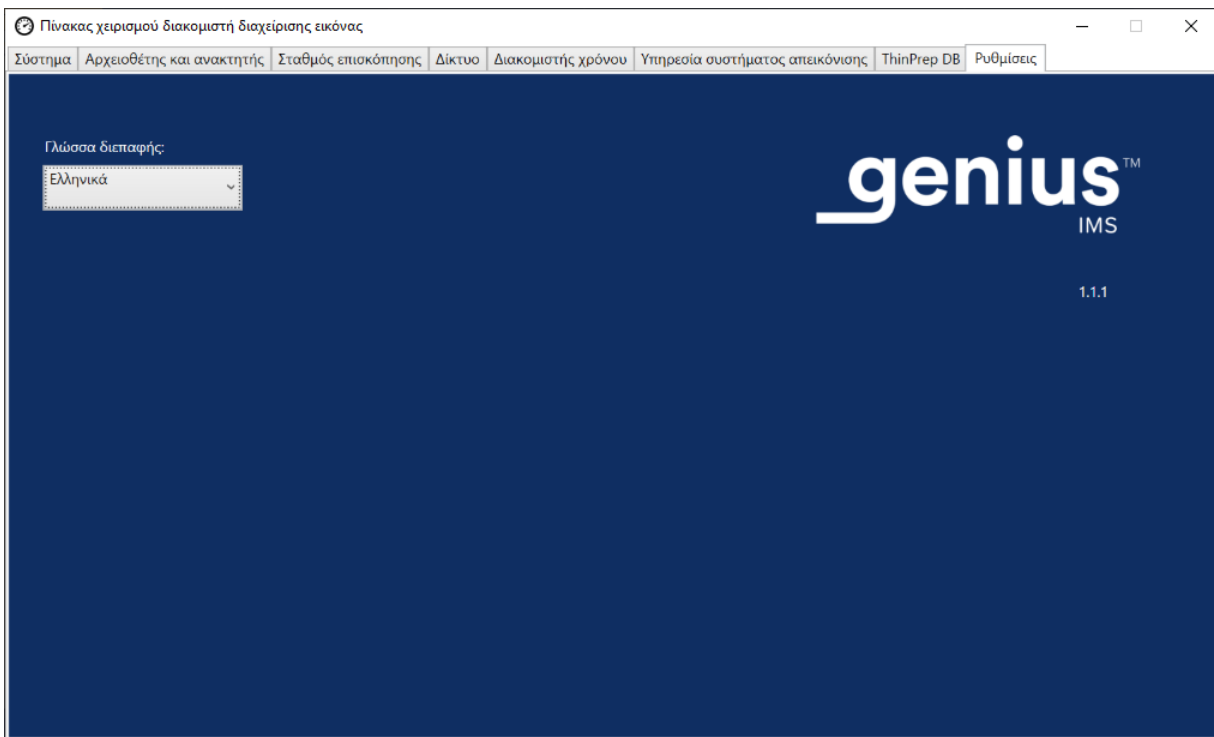 Πίνακας χειρισμού διακομιστή διαχείρισης εικόνας
Σύστημα Αρχειοθέτης και ανακτητής Σταθμός επισκόπησης Δίκτυο Διακομιστής χρόνου Υπηρεσία συστήματος απεικόνισης ThinPrep DB Ρυθμίσεις
Γλώσσα διεπαφής:
Ελληνικά
genius™
IMS
1.1.1